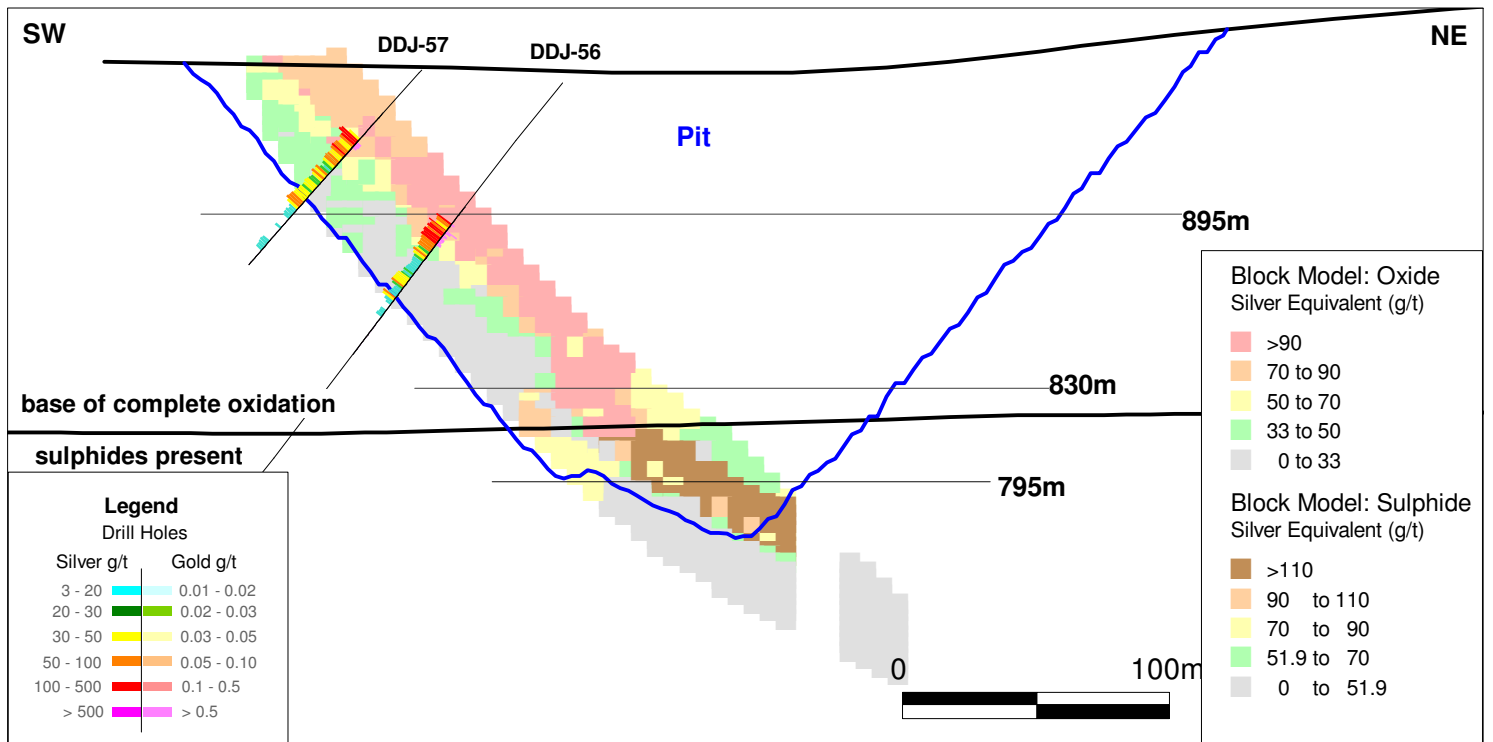 SW
DDJ-57
DDJ-56
NE
Pit
895m
830m
base of complete oxidation
sulphides present
795m
0 100m
Legend
Drill Holes
Silver g/t Gold g/t
3 - 20 0.01 - 0.02
20 - 30 0.02 - 0.03
30 - 50 0.03 - 0.05
50 - 100 0.05 - 0.10
100 - 500 0.1 - 0.5
> 500 > 0.5
Block Model: Oxide
Silver Equivalent (g/t)
>90
70 to 90
50 to 70
33 to 50
0 to 33
Block Model: Sulphide
Silver Equivalent (g/t)
>110
90 to 110
70 to 90
51.9 to 70
0 to 51.9